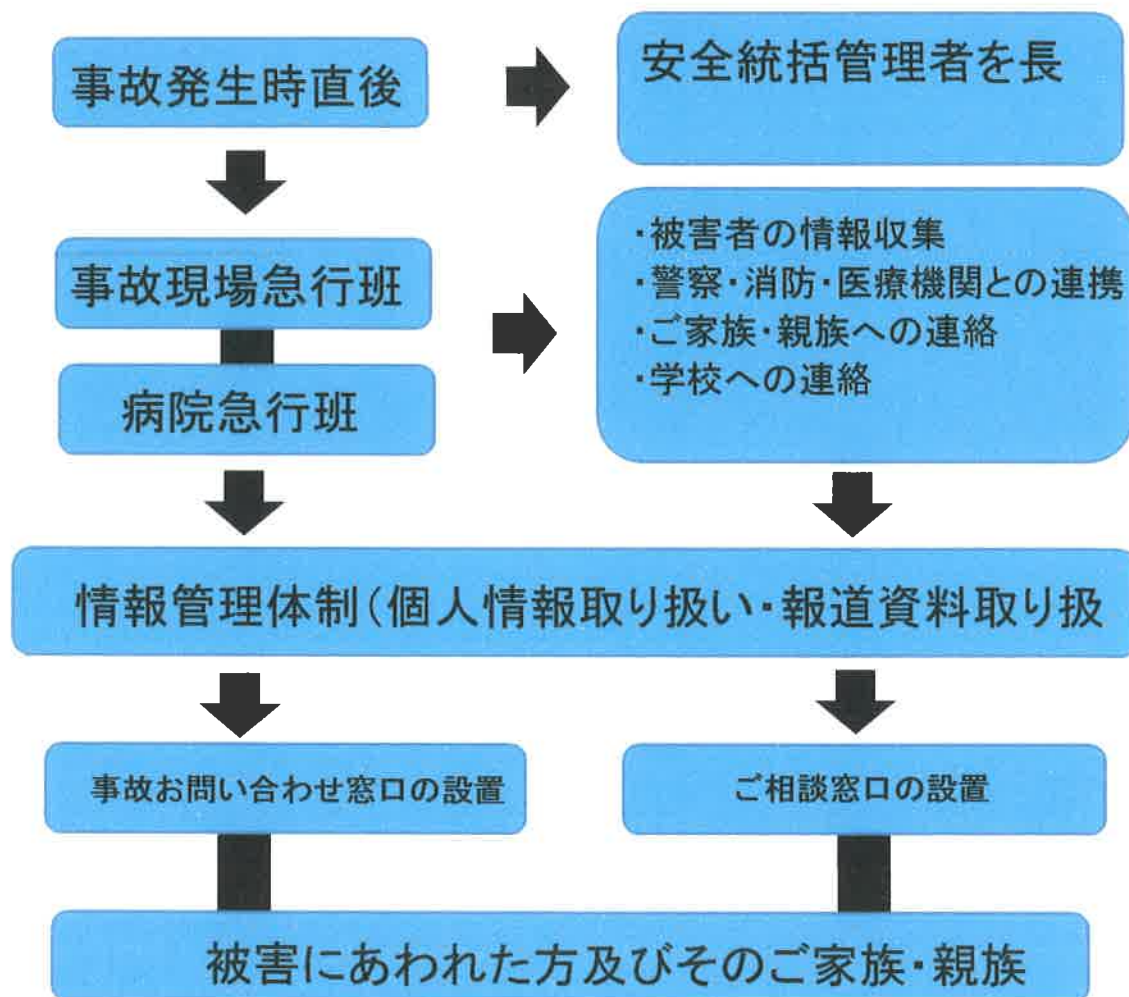 事故発生時直後
安全統括管理者を長
事故現場急行班
病院急行班
・被害者の情報収集
・警察・消防・医療機関との連携
・ご家族・親族への連絡
・学校への連絡
情報管理体制(個人情報取り扱い・報道資料取り扱
事故お問い合わせ窓口の設置
ご相談窓口の設置
被害にあわれた方及びそのご家族・親族